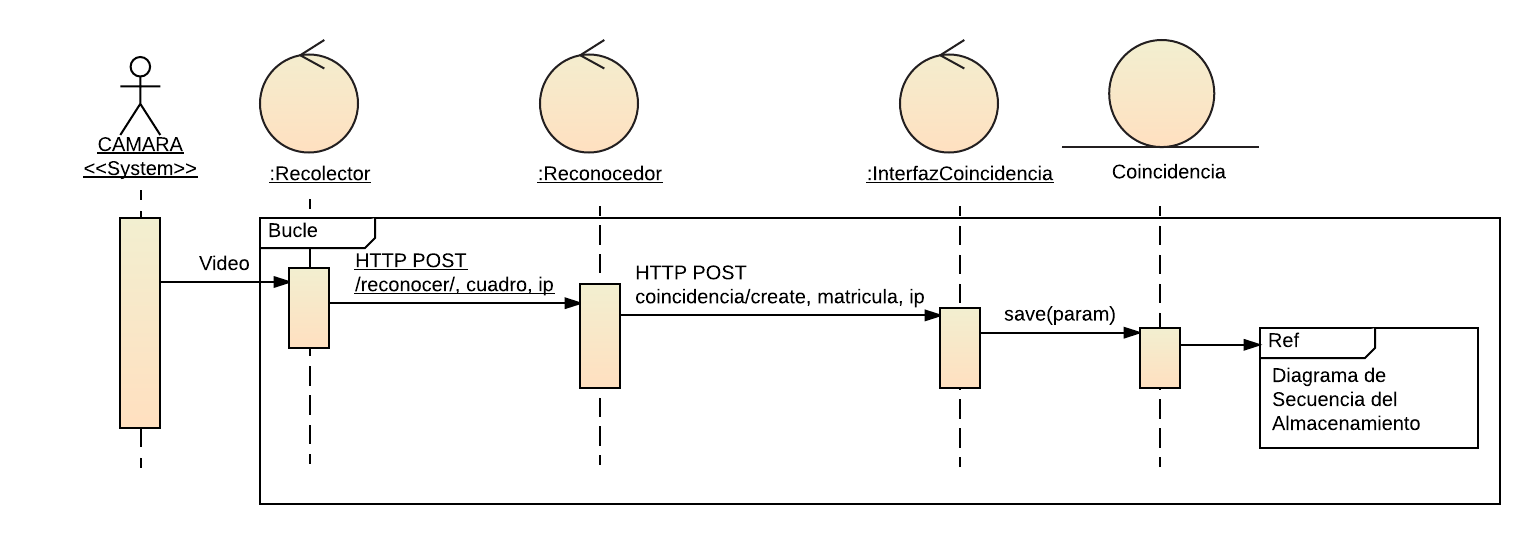 CAMARA
<<System>>
:Recolector
:Reconocedor
:InterfazCoincidencia
Coincidencia
Bucle
Video
HTTP POST
/reconocer/, cuadro, ip
HTTP POST
coincidencia/create, matricula, ip
save(param)
Ref
Diagrama de
Secuencia del
Almacenamiento